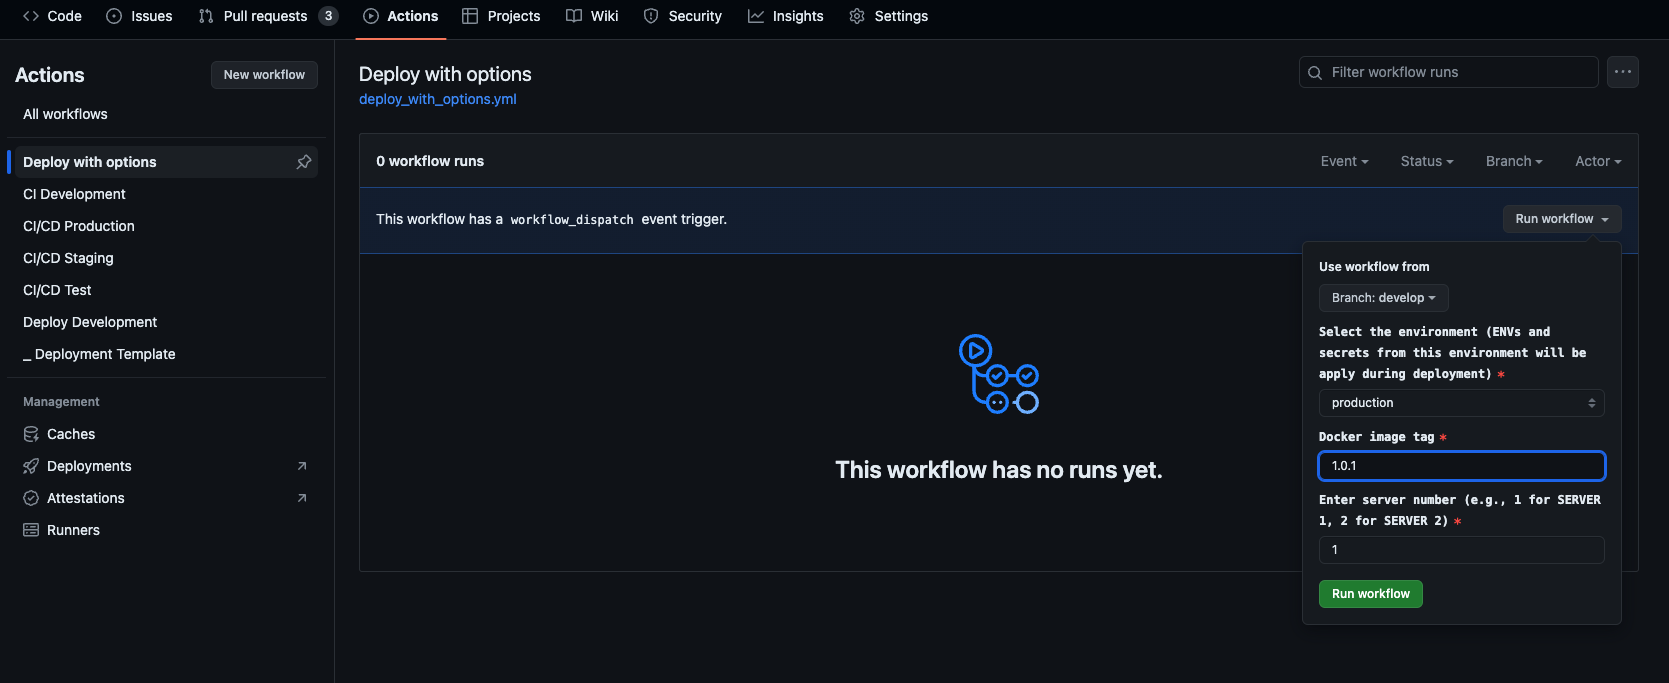 Code
Issues
Pull requests 3
Actions
Projects
Wiki
Security
Insights
Settings
Actions
New workflow
All workflows
Deploy with options
CI Development
CI/CD Production
CI/CD Staging
CI/CD Test
Deploy Development
_ Deployment Template
Management
Caches
Deployments
Attestations
Runners
Deploy with options
deploy_with_options.yml
Filter workflow runs
0 workflow runs
Event
Status
Branch
Actor
This workflow has a workflow_dispatch event trigger.
Run workflow
This workflow has no runs yet.
Use workflow from
Branch: develop
Select the environment (ENVs and
secrets from this environment will be
apply during deployment) *
production
Docker image tag *
1.0.1
Enter server number (e.g., 1 for SERVER
1, 2 for SERVER 2) *
1
Run workflow